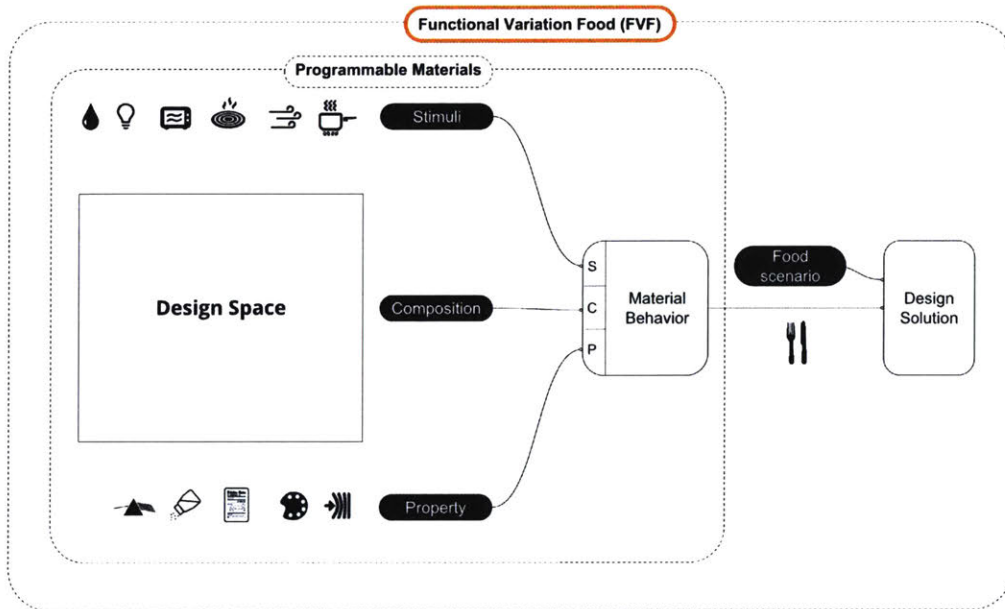 Functional Variation Food (FVF)
Programmable Materials
Stimuli
Design Space
Composition
Property
S
C
P
Material
Behavior
Food
scenario
Design
Solution